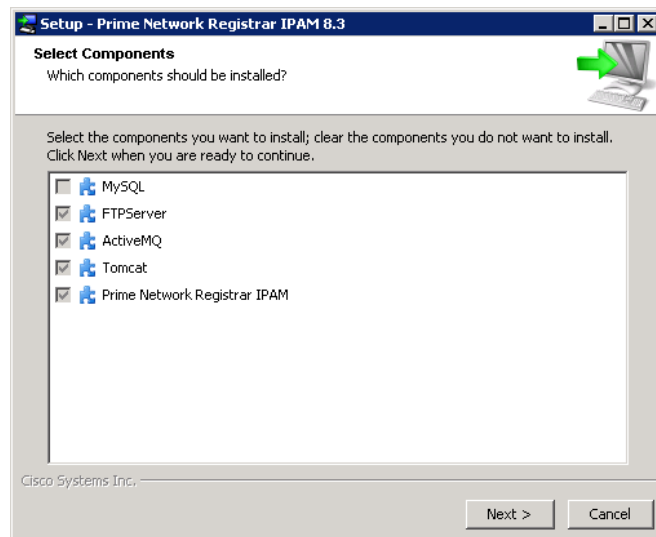 Setup - Prime Network Registrar IPAM 8.3
Select Components
Which components should be installed?
Select the components you want to install; clear the components you do not want to install.
Click Next when you are ready to continue.
MySQL
FTPServer
ActiveMQ
Tomcat
Prime Network Registrar IPAM
Cisco Systems Inc.
Next >
Cancel